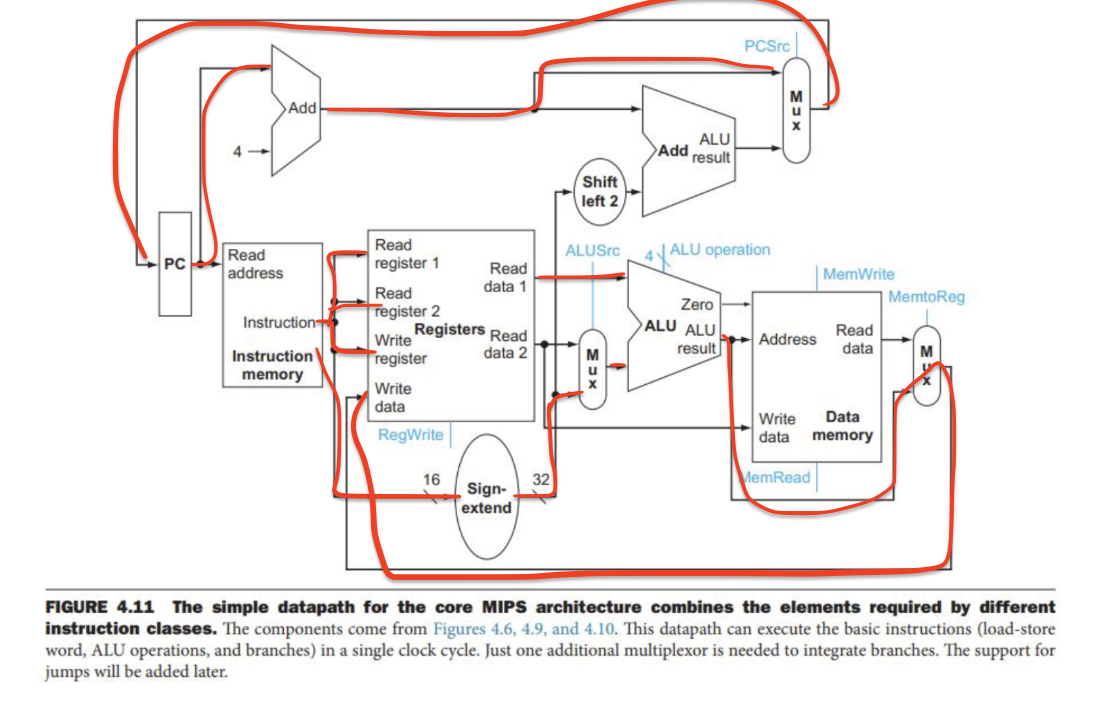 PCSrc
M
u
x
Add
4
Add ALU
result
Shift
left 2
PC
Read
address
Instruction
Instruction
memory
Read
register 1
Read
register 2
Write
register
Write
data
Registers
Read
data 1
Read
data 2
RegWrite
16
Sign-
extend
32
ALUSrc
M
u
x
4 ALU operation
Zero
ALU ALU
result
MemWrite
Address
Read
data
Write
data
Data
memory
MemRead
MemtoReg
M
u
x
FIGURE 4.11 The simple datapath for the core MIPS architecture combines the elements required by different
instruction classes. The components come from Figures 4.6, 4.9, and 4.10. This datapath can execute the basic instructions (load-store
word, ALU operations, and branches) in a single clock cycle. Just one additional multiplexor is needed to integrate branches. The support for
jumps will be added later.